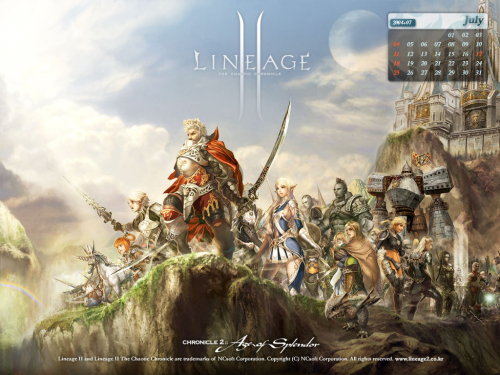 2004.07 July
01 02 03
04 05 06 07 08 09 10
11 12 13 14 15 16 17
18 19 20 21 22 23 24
25 26 27 28 29 30 31
LINEAGE II
THE CHAOTIC CHRONICLE
CHRONICLE 2: Age of Splendor
Lineage II and Lineage II The Chaotic Chronicle are trademarks of NCsoft Corporation. Copyright (C) NCsoft Corporation. All rights reserved. www.lineage2.co.kr